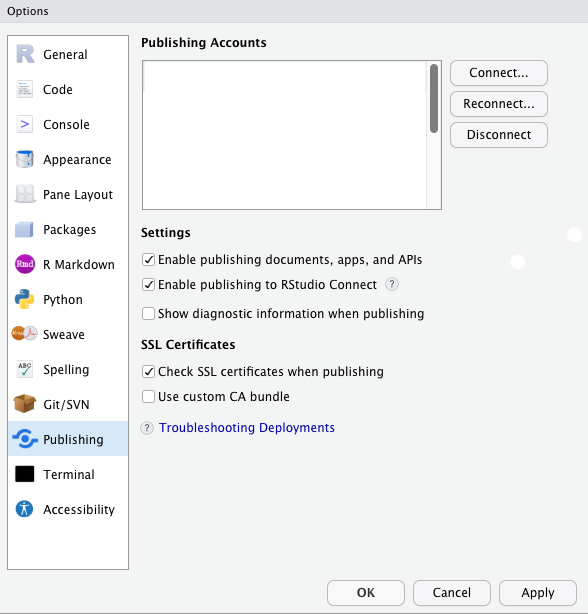 Options
General
Code
Console
Appearance
Pane Layout
Packages
Rmd R Markdown
Python
Sweave
ABC Spelling
Git/SVN
Publishing
Terminal
Accessibility
Publishing Accounts
Connect...
Reconnect...
Disconnect
Settings
Enable publishing documents, apps, and APIs
Enable publishing to RStudio Connect ?
Show diagnostic information when publishing
SSL Certificates
Check SSL certificates when publishing
Use custom CA bundle
? Troubleshooting Deployments
OK Cancel Apply